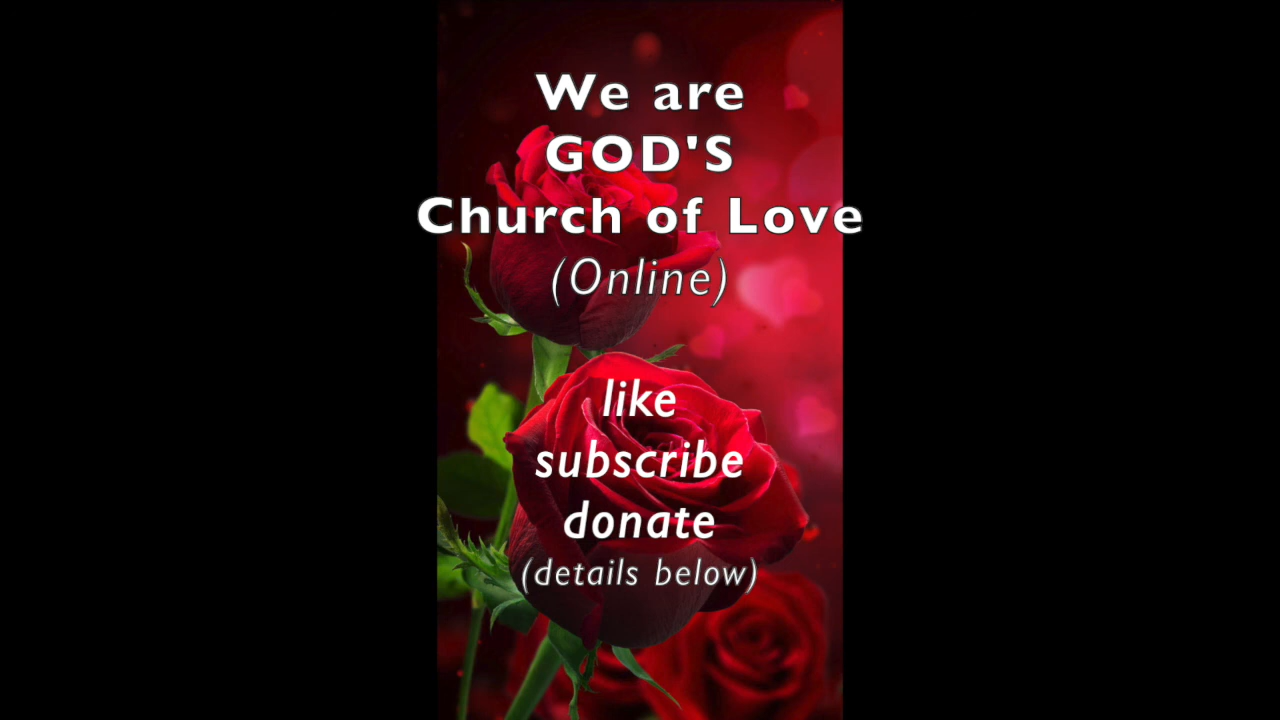 We are
GOD'S
Church of Love
(Online)
like
subscribe
donate
(details below)